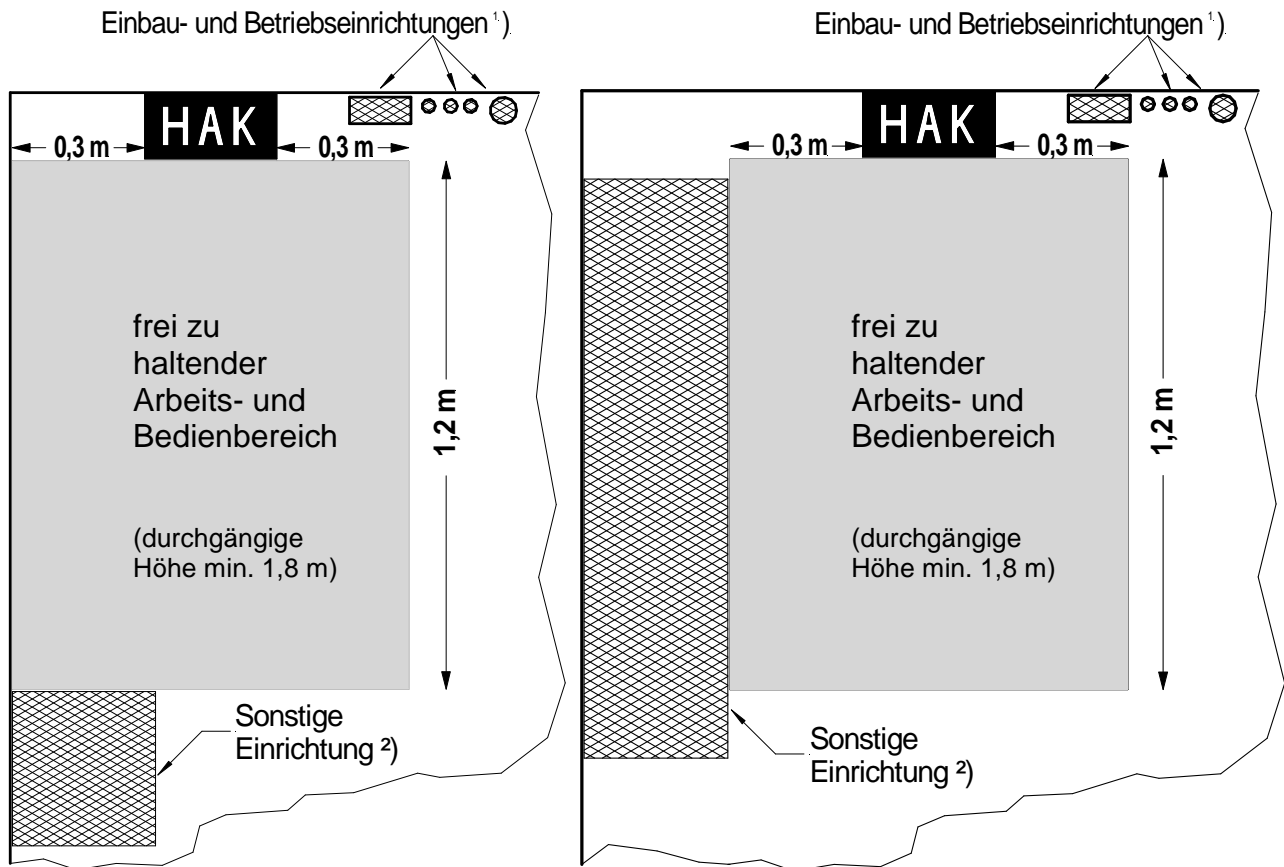 Einbau- und Betriebseinrichtungen ¹·)
HAK
0,3 m
0,3 m
frei zu
haltender
Arbeits- und
Bedienbereich
(durchgängige
Höhe min. 1,8 m)
1,2 m
Sonstige
Einrichtung ²)
Einbau- und Betriebseinrichtungen ¹·)
HAK
0,3 m
0,3 m
frei zu
haltender
Arbeits- und
Bedienbereich
(durchgängige
Höhe min. 1,8 m)
1,2 m
Sonstige
Einrichtung ²)